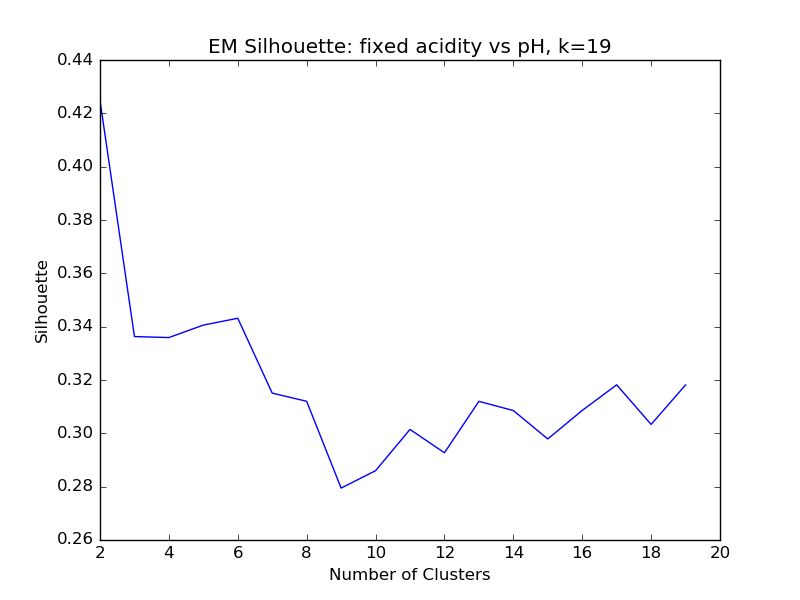 EM Silhouette: fixed acidity vs pH, k=19
0.44
0.42
0.40
0.38
0.36
0.34
0.32
0.30
0.28
0.26
Silhouette
2 4 6 8 10 12 14 16 18 20
Number of Clusters